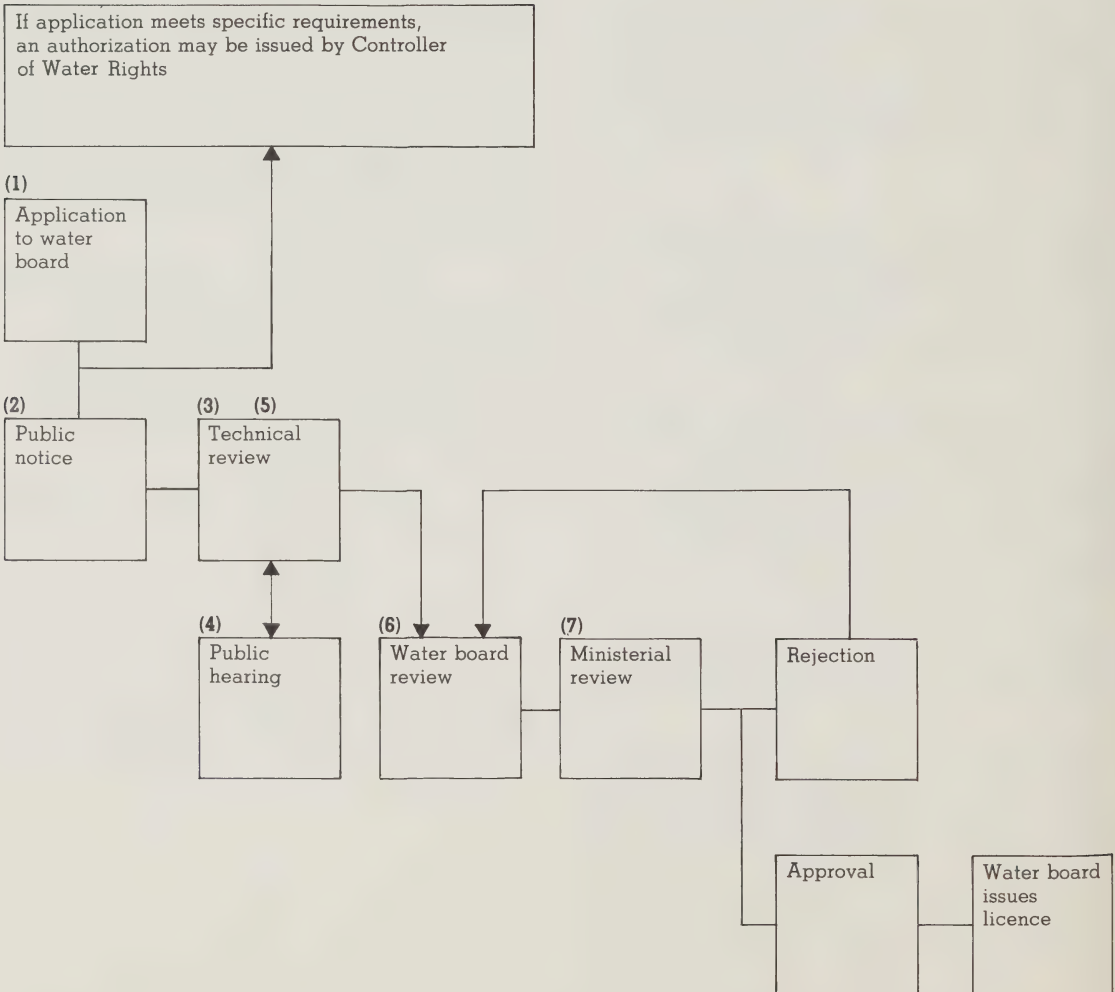 If application meets specific requirements,
an authorization may be issued by Controller
of Water Rights
(1)
Application
to water
board
(2)
Public
notice
(3) (5)
Technical
review
(4)
Public
hearing
(6)
Water board
review
(7)
Ministerial
review
Rejection
Approval
Water board
issues
licence